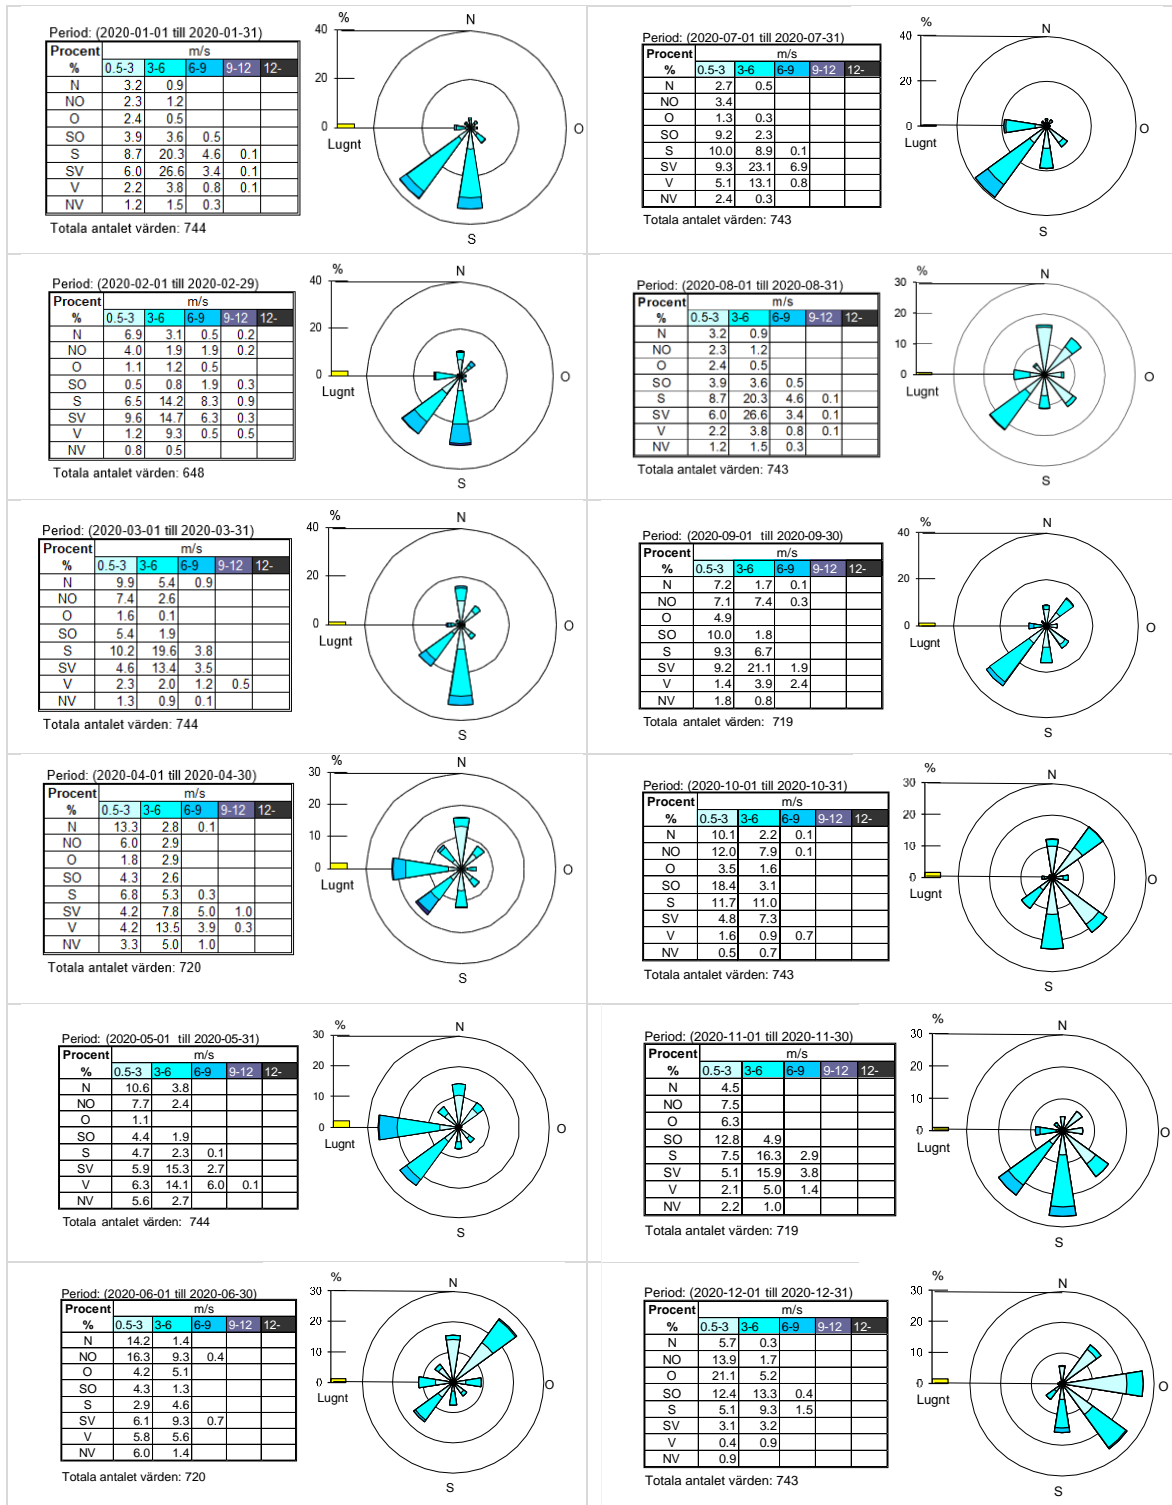 Period: (2020-01-01 till 2020-01-31)
Procent m/s
% 0.5-3 3-6 6-9 9-12 12-
N 3.2 0.9
NO 2.3 1.2
O 2.4 0.5
SO 3.9 3.6 0.5
S 8.7 20.3 4.6 0.1
SV 6.0 26.6 3.4 0.1
V 2.2 3.8 0.8 0.1
NV 1.2 1.5 0.3
Totala antalet värden: 744
%
40
20
0
Lugnt
N
O
S
Period: (2020-07-01 till 2020-07-31)
Procent m/s
% 0.5-3 3-6 6-9 9-12 12-
N 2.7 0.5
NO 3.4
O 1.3 0.3
SO 9.2 2.3
S 10.0 8.9 0.1
SV 9.3 23.1 6.9
V 5.1 13.1 0.8
NV 2.4 0.3
Totala antalet värden: 743
%
40
20
0
Lugnt
N
O
S
Period: (2020-02-01 till 2020-02-29)
Procent m/s
% 0.5-3 3-6 6-9 9-12 12-
N 6.9 3.1 0.5 0.2
NO 4.0 1.9 1.9 0.2
O 1.1 1.2 0.5
SO 0.5 0.8 1.9 0.3
S 6.5 14.2 8.3 0.9
SV 9.6 14.7 6.3 0.3
V 1.2 9.3 0.5 0.5
NV 0.8 0.5
Totala antalet värden: 648
%
40
20
0
Lugnt
N
O
S
Period: (2020-08-01 till 2020-08-31)
Procent m/s
% 0.5-3 3-6 6-9 9-12 12-
N 3.2 0.9
NO 2.3 1.2
O 2.4 0.5
SO 3.9 3.6 0.5
S 8.7 20.3 4.6 0.1
SV 6.0 26.6 3.4 0.1
V 2.2 3.8 0.8 0.1
NV 1.2 1.5 0.3
Totala antalet värden: 743
%
30
20
10
0
Lugnt
N
O
S
Period: (2020-03-01 till 2020-03-31)
Procent m/s
% 0.5-3 3-6 6-9 9-12 12-
N 9.9 5.4 0.9
NO 7.4 2.6
O 1.6 0.1
SO 5.4 1.9
S 10.2 19.6 3.8
SV 4.6 13.4 3.5
V 2.3 2.0 1.2 0.5
NV 1.3 0.9 0.1
Totala antalet värden: 744
%
40
20
0
Lugnt
N
O
S
Period: (2020-09-01 till 2020-09-30)
Procent m/s
% 0.5-3 3-6 6-9 9-12 12-
N 7.2 1.7 0.1
NO 7.1 7.4 0.3
O 4.9
SO 10.0 1.8
S 9.3 6.7
SV 9.2 21.1 1.9
V 1.4 3.9 2.4
NV 1.8 0.8
Totala antalet värden: 719
%
40
20
0
Lugnt
N
O
S
Period: (2020-04-01 till 2020-04-30)
Procent m/s
% 0.5-3 3-6 6-9 9-12 12-
N 13.3 2.8 0.1
NO 6.0 2.9
O 1.8 2.9
SO 4.3 2.6
S 6.8 5.3 0.3
SV 4.2 7.8 5.0 1.0
V 4.2 13.5 3.9 0.3
NV 3.3 5.0 1.0
Totala antalet värden: 720
%
30
20
10
0
Lugnt
N
O
S
Period: (2020-10-01 till 2020-10-31)
Procent m/s
% 0.5-3 3-6 6-9 9-12 12-
N 10.1 2.2 0.1
NO 12.0 7.9 0.1
O 3.5 1.6
SO 18.4 3.1
S 11.7 11.0
SV 4.8 7.3
V 1.6 0.9 0.7
NV 0.5 0.7
Totala antalet värden: 743
%
30
20
10
0
Lugnt
N
O
S
Period: (2020-05-01 till 2020-05-31)
Procent m/s
% 0.5-3 3-6 6-9 9-12 12-
N 10.6 3.8
NO 7.7 2.4
O 1.1
SO 4.4 1.9
S 4.7 2.3 0.1
SV 5.9 15.3 2.7
V 6.3 14.1 6.0 0.1
NV 5.6 2.7
Totala antalet värden: 744
%
30
20
10
0
Lugnt
N
O
S
Period: (2020-11-01 till 2020-11-30)
Procent m/s
% 0.5-3 3-6 6-9 9-12 12-
N 4.5
NO 7.5
O 6.3
SO 12.8 4.9
S 7.5 16.3 2.9
SV 5.1 15.9 3.8
V 2.1 5.0 1.4
NV 2.2 1.0
Totala antalet värden: 719
%
30
20
10
0
Lugnt
N
O
S
Period: (2020-06-01 till 2020-06-30)
Procent m/s
% 0.5-3 3-6 6-9 9-12 12-
N 14.2 1.4
NO 16.3 9.3 0.4
O 4.2 5.1
SO 4.3 1.3
S 2.9 4.6
SV 6.1 9.3 0.7
V 5.8 5.6
NV 6.0 1.4
Totala antalet värden: 720
%
30
20
10
0
Lugnt
N
O
S
Period: (2020-12-01 till 2020-12-31)
Procent m/s
% 0.5-3 3-6 6-9 9-12 12-
N 5.7 0.3
NO 13.9 1.7
O 21.1 5.2
SO 12.4 13.3 0.4
S 5.1 9.3 1.5
SV 3.1 3.2
V 0.4 0.9
NV 0.9
Totala antalet värden: 743
%
30
20
10
0
Lugnt
N
O
S